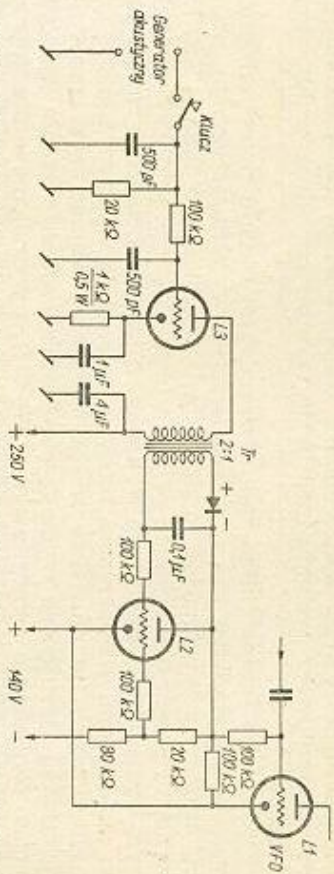 Generator
akustyczny
Klucz
500 pF
20 kΩ
100 kΩ
500 pF
1 kΩ
0,5 W
1 µF
4 µF
L3
+ 250 V
Tr
2:1
+ -
0,1 µF
100 kΩ
L2
100 kΩ
+ 140 V -
80 kΩ
20 kΩ
100 kΩ
100 kΩ
L1
VFO